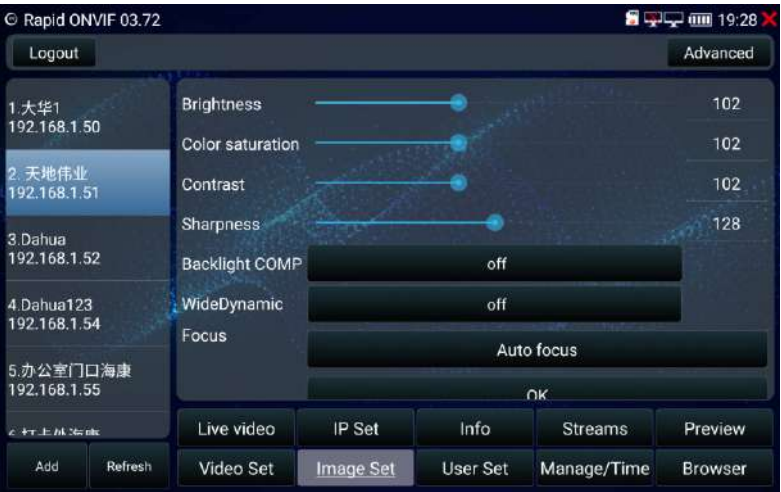 Rapid ONVIF 03.72
19:28
Logout
Advanced
1.大华1
192.168.1.50
2. 天地伟业
192.168.1.51
3.Dahua
192.168.1.52
4.Dahua123
192.168.1.54
5.办公室门口海康
192.168.1.55
Add
Refresh
Brightness 102
Color saturation 102
Contrast 102
Sharpness 128
Backlight COMP off
WideDynamic off
Focus
Auto focus
OK
Live video IP Set Info Streams Preview
Video Set Image Set User Set Manage/Time Browser